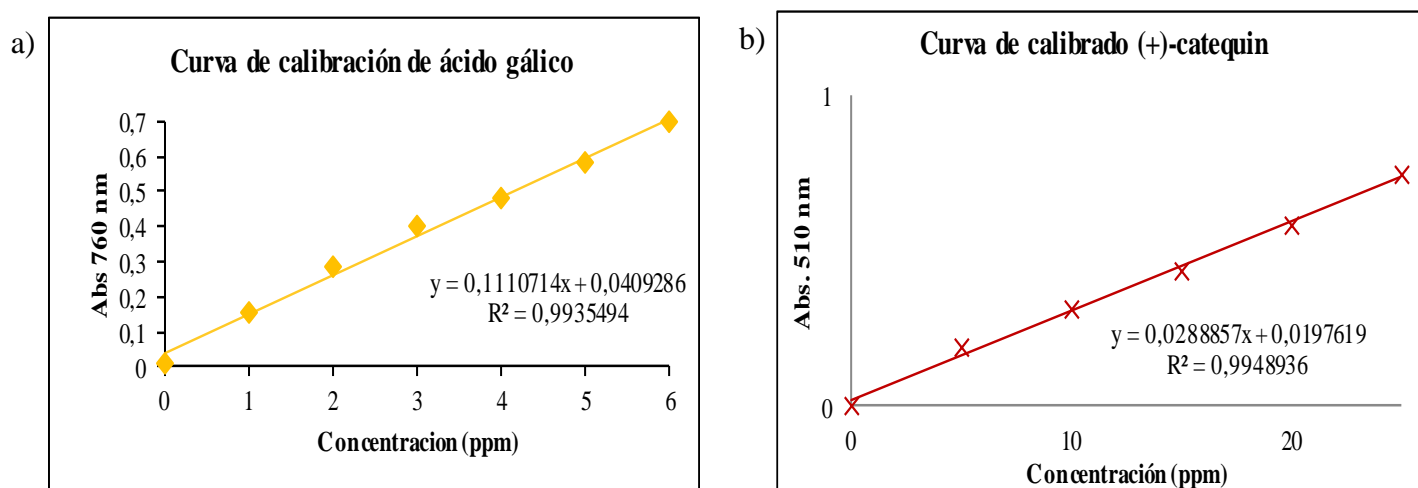 a)
Curva de calibración de ácido gálico
Abs 760 nm
0,7
0,6
0,5
0,4
0,3
0,2
0,1
0
y = 0,1110714x + 0,0409286
R² = 0,9935494
0 1 2 3 4 5 6
Concentracion (ppm)
b)
Curva de calibrado (+)-catequin
Abs. 510 nm
1
0
y = 0,0288857x + 0,0197619
R² = 0,9948936
0 10 20
Concentración (ppm)